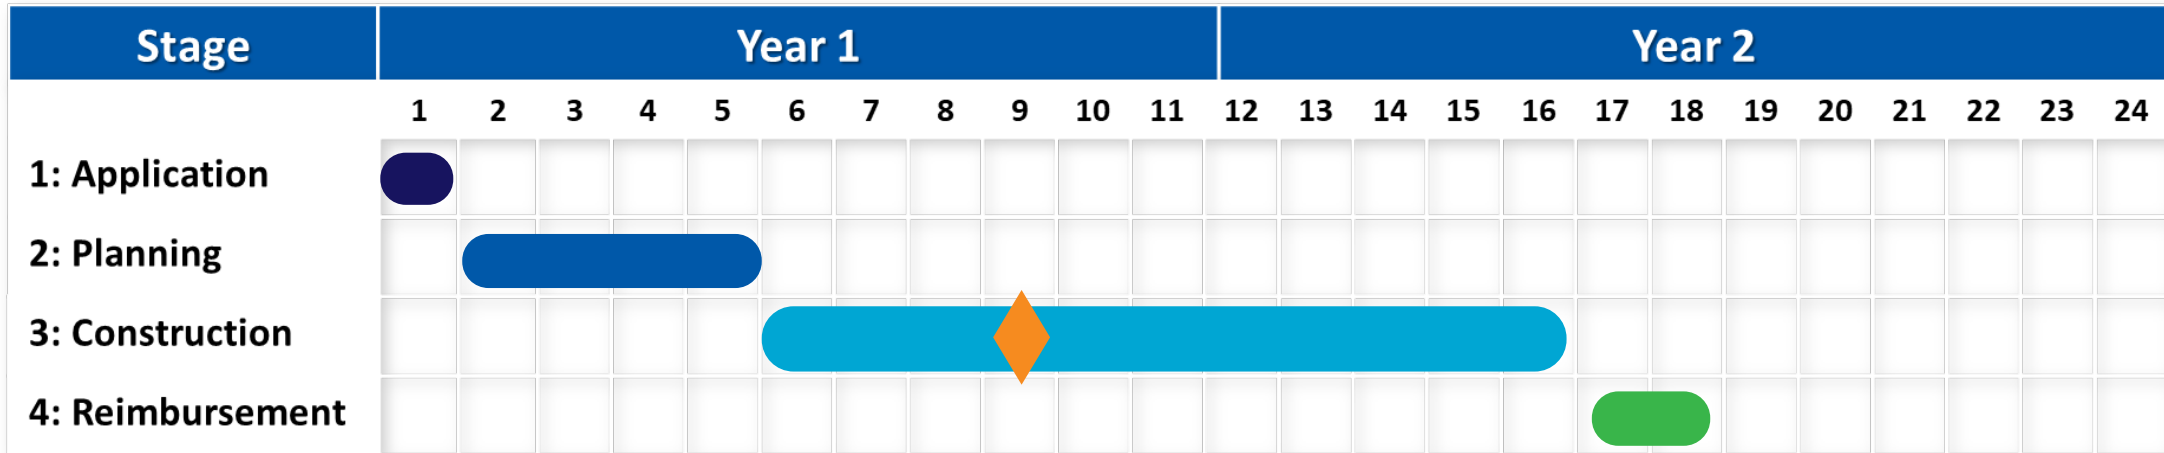 Stage Year 1 Year 2
1 2 3 4 5 6 7 8 9 10 11 12 13 14 15 16 17 18 19 20 21 22 23 24
1: Application
2: Planning
3: Construction
4: Reimbursement